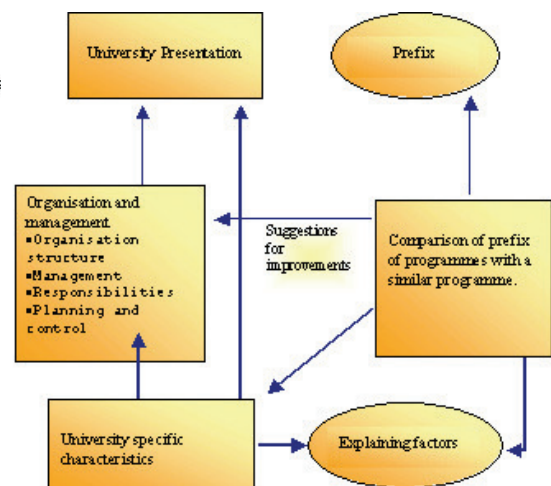 University Presentation
Prefix
Organisation and
management
▪Organisation
structure
▪Management
▪Responsibilities
▪Planning and
control
Suggestions
for
improvements
Comparison of prefix
of programmes with a
similar programme.
University specific
characteristics
Explaining factors